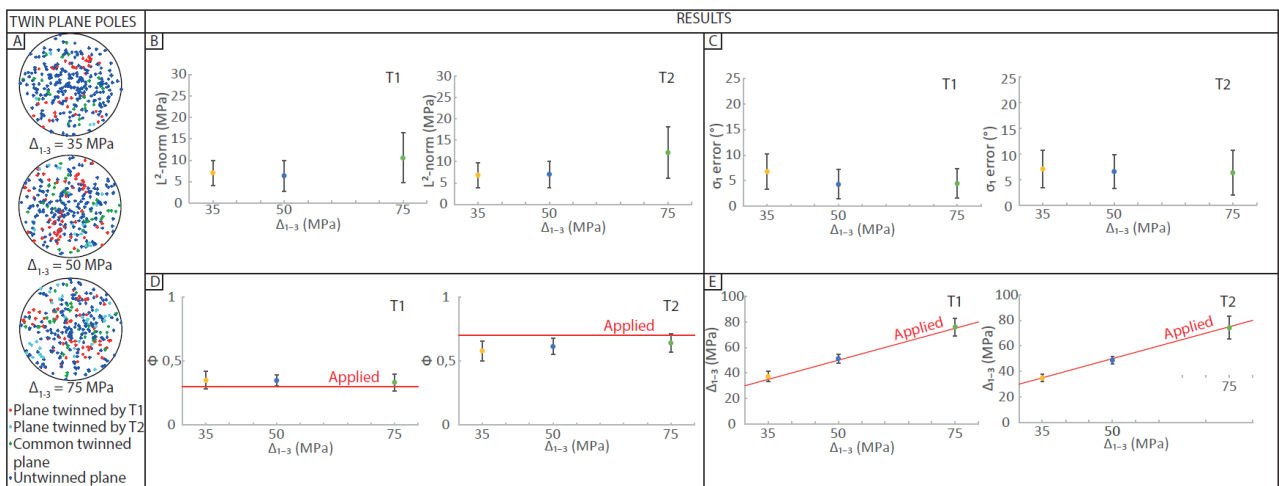 TWIN PLANE POLES
RESULTS
A
Δ₁₋₃ = 35 MPa
Δ₁₋₃ = 50 MPa
Δ₁₋₃ = 75 MPa
Plane twinned by T1
Plane twinned by T2
Common twinned
plane
Untwinned plane
B
T1
L²-norm (MPa)
30
25
20
15
10
5
0
35
50
75
Δ₁₋₃ (MPa)
T2
L²-norm (MPa)
30
25
20
15
10
5
0
35
50
75
Δ₁₋₃ (MPa)
C
T1
σ₁ error (°)
25
20
15
10
5
0
35
50
75
Δ₁₋₃ (MPa)
T2
σ₁ error (°)
25
20
15
10
5
0
35
50
75
Δ₁₋₃ (MPa)
D
T1
Φ
1
0,5
0
Applied
35
50
75
Δ₁₋₃ (MPa)
T2
1
0,5
0
Applied
35
50
75
Δ₁₋₃ (MPa)
E
T1
Δ₁₋₃ (MPa)
100
80
60
40
20
0
Applied
35
50
75
Δ₁₋₃ (MPa)
T2
Δ₁₋₃ (MPa)
100
80
60
40
20
0
Applied
75
35
50
Δ₁₋₃ (MPa)